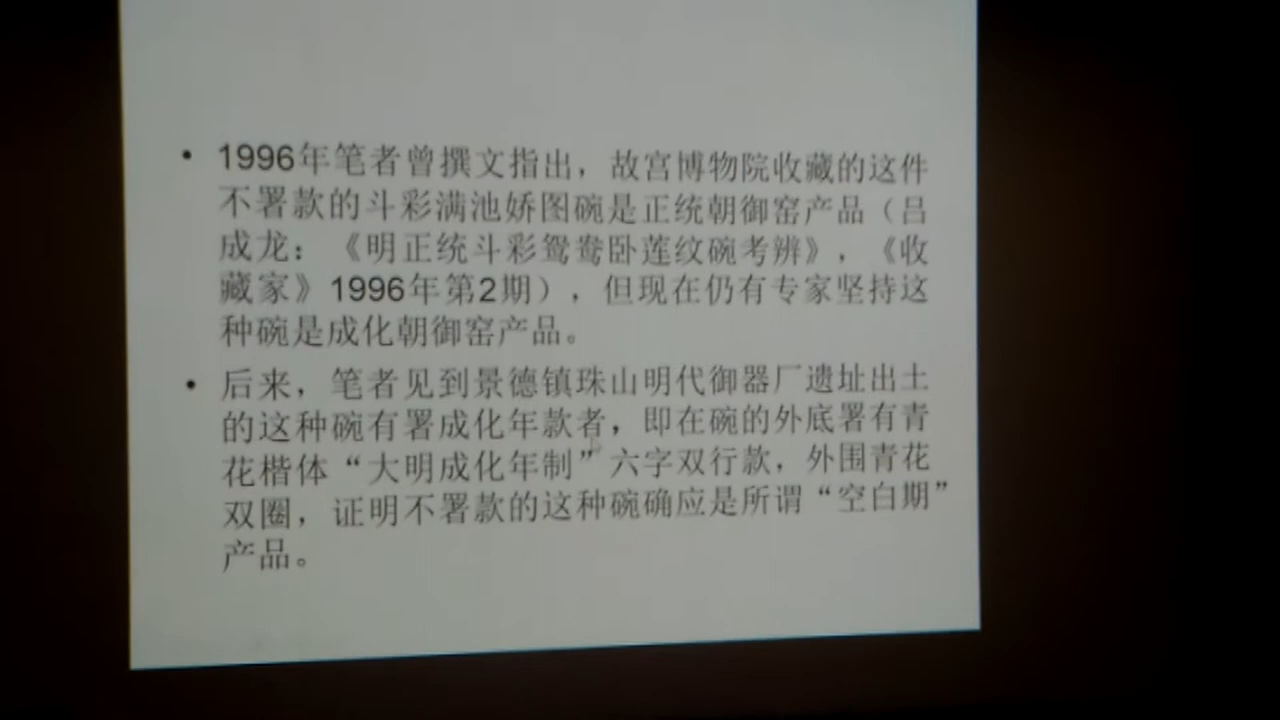 • 1996年笔者曾撰文指出，故宫博物院收藏的这件
不署款的斗彩满池娇图碗是正统朝御窑产品（吕
成龙：《明正统斗彩鸳鸯卧莲纹碗考辨》，《收
藏家》1996年第2期），但现在仍有专家坚持这
种碗是成化朝御窑产品。
• 后来，笔者见到景德镇珠山明代御器厂遗址出土
的这种碗有署成化年款者，即在碗的外底署有青
花楷体“大明成化年制”六字双行款，外围青花
双圈，证明不署款的这种碗确应是所谓“空白期”
产品。